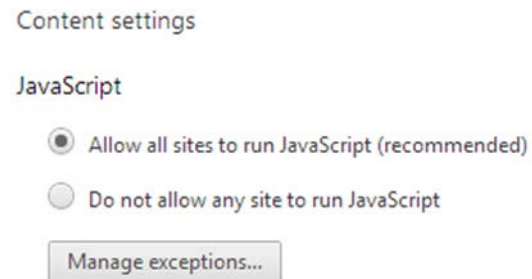 Content settings
JavaScript
Allow all sites to run JavaScript (recommended)
Do not allow any site to run JavaScript
Manage exceptions...